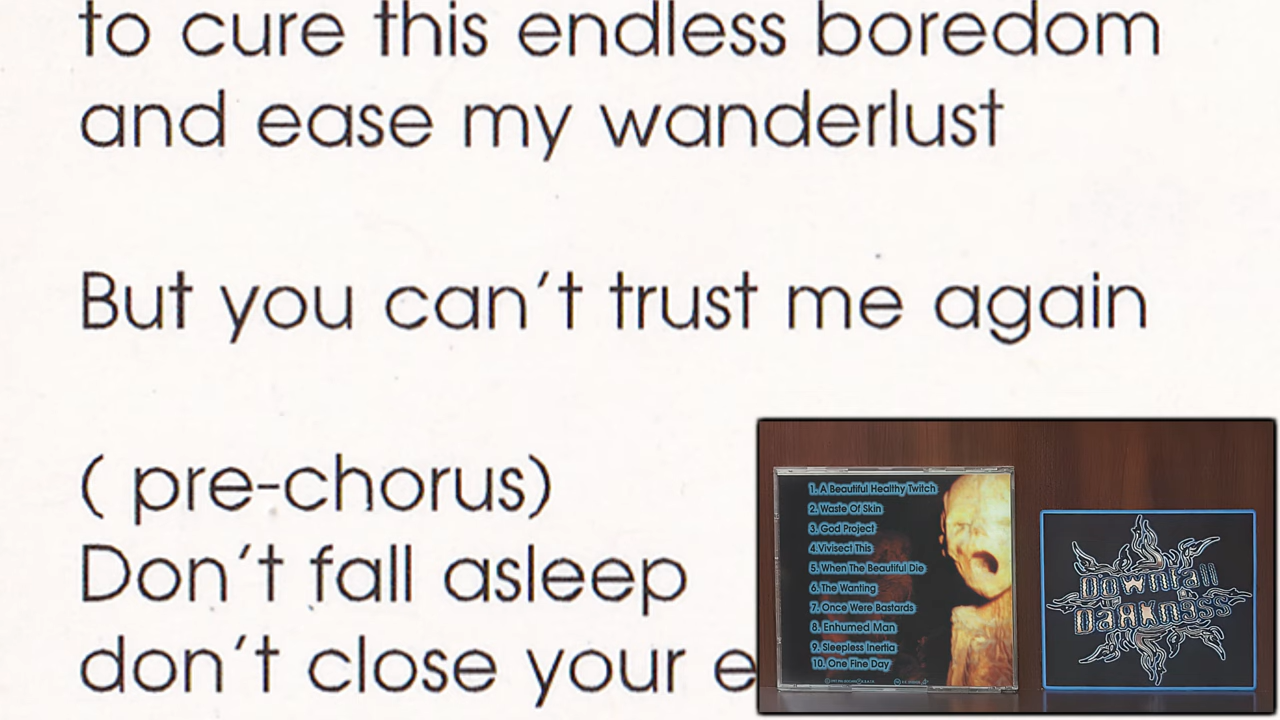 to cure this endless boredom
and ease my wanderlust
But you can't trust me again
( pre-chorus)
Don't fall asleep
don't close your e
1. A Beautiful Healthy Twitch
2. Waste Of Skin
3. God Project
4.Vivisect This
5. When The Beautiful Die
6. The Wanting
7. Once Were Bastards
8. Enhumed Man
9. Sleepless Inertia
10. One Fine Day
Downfall
Darkness